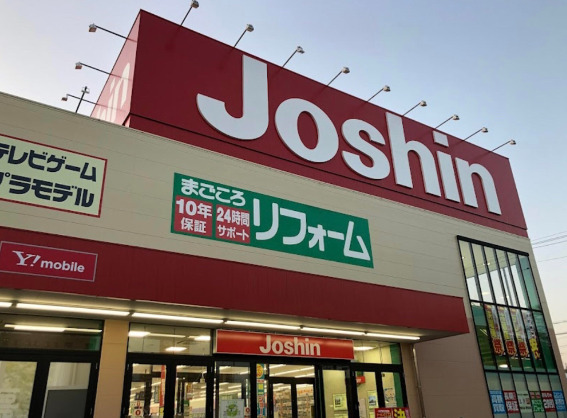 Joshin
テレビゲーム
プラモデル
まごころ
10年
保証
24時間
サポート
リフォーム
Y! mobile
Joshin